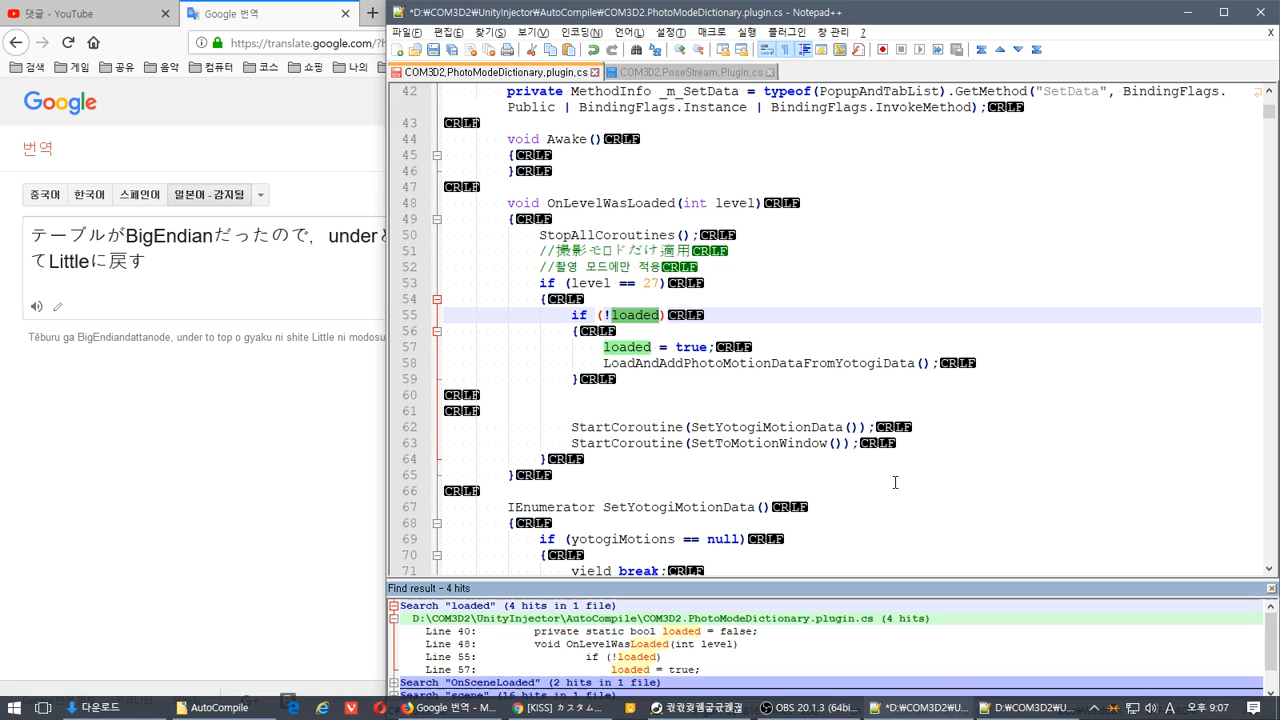 댓글 - YouTube
Google 번역
*D:₩COM3D2₩UnityInjector₩AutoCompile₩COM3D2.PhotoModeDictionary.plugin.cs - Notepad++
https://translate.google.com/?h
파일(F) 편집(E) 찾기(S) 보기(V) 인코딩(N) 언어(L) 설정(T) 매크로 실행 플러그인 창 관리 ?
검색 게임 공유 음악 컴퓨터 코스 쇼핑 나의
COM3D2,PhotoModeDictionary,plugin,cs
COM3D2,PoseStream,Plugin,cs
Google
번역
중국어 한국어 스페인어 일본어 - 감지됨
テーブルがBigEndianだったので， under
てLittleに戻す
Tēburu ga BigEndiandattanode, under to top o gyaku ni shite Little ni modosu
42 private MethodInfo _m_SetData = typeof(PopupAndTabList).GetMethod("SetData", BindingFlags.
Public | BindingFlags.Instance | BindingFlags.InvokeMethod);CRLF
43 CRLF
44 void Awake()CRLF
45 {CRLF
46 }CRLF
47 CRLF
48 void OnLevelWasLoaded(int level)CRLF
49 {CRLF
50 StopAllCoroutines();CRLF
51 //撮影モロドだけ適用CRLF
52 //촬영 모드에만 적용CRLF
53 if (level == 27)CRLF
54 {CRLF
55 if (!loaded)CRLF
56 {CRLF
57 loaded = true;CRLF
58 LoadAndAddPhotoMotionDataFromYotogiData();CRLF
59 }CRLF
60 CRLF
61 CRLF
62 StartCoroutine(SetYotogiMotionData());CRLF
63 StartCoroutine(SetToMotionWindow());CRLF
64 }CRLF
65 }CRLF
66 CRLF
67 IEnumerator SetYotogiMotionData()CRLF
68 {CRLF
69 if (yotogiMotions == null)CRLF
70 {CRLF
71 yield break;CRLF
Find result - 4 hits
Search "loaded" (4 hits in 1 file)
D:\COM3D2\UnityInjector\AutoCompile\COM3D2.PhotoModeDictionary.plugin.cs (4 hits)
Line 40: private static bool loaded = false;
Line 48: void OnLevelWasLoaded(int level)
Line 55: if (!loaded)
Line 57: loaded = true;
Search "OnSceneLoaded" (2 hits in 1 file)
Search "scene" (16 hits in 1 file)
다운로드 AutoCompile Google 번역 - M... [KISS] カスタム... 귂귂꿩꿩궁귂권 OBS 20.1.3 (64bi... *D:₩COM3D2₩U... D:₩COM3D2₩U... 오후 9:07